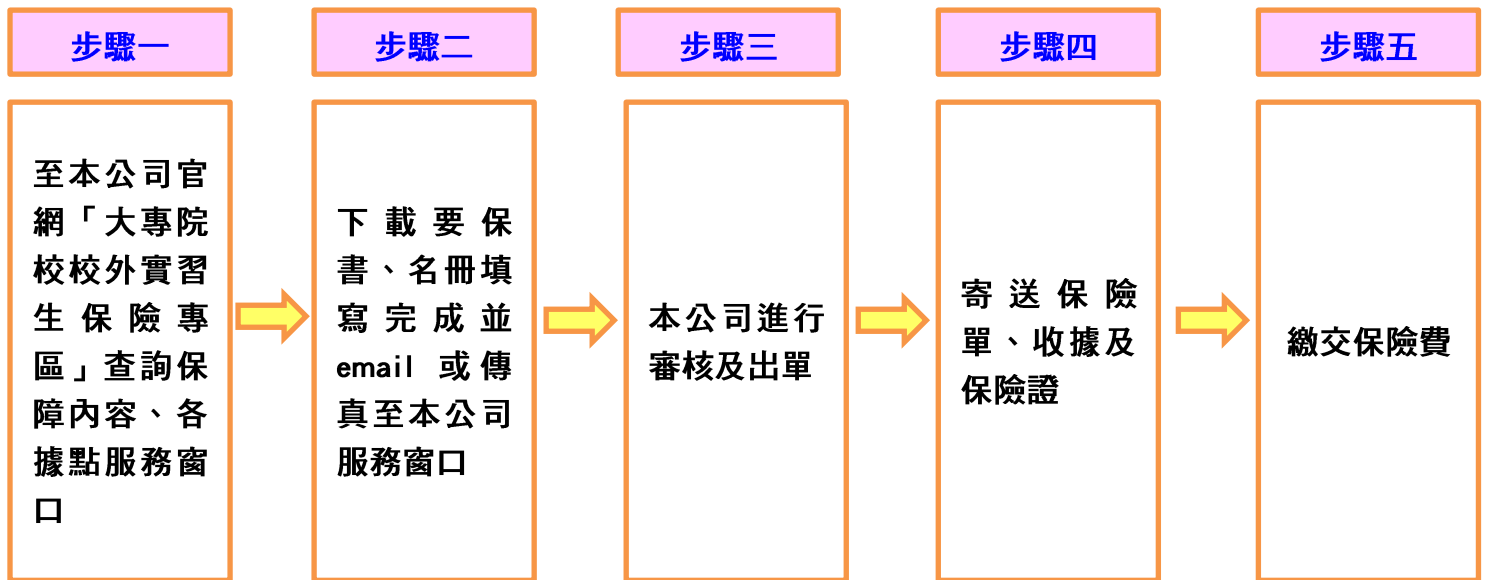 步驟一
步驟二
步驟三
步驟四
步驟五
至本公司官
網「大專院
校校外實習
生保險專
區」查詢保
障內容、各
據點服務窗
口
下載要保
書、名冊填
寫完成並
email 或傳
真至本公司
服務窗口
本公司進行
審核及出單
寄送保險
單、收據及
保險證
繳交保險費